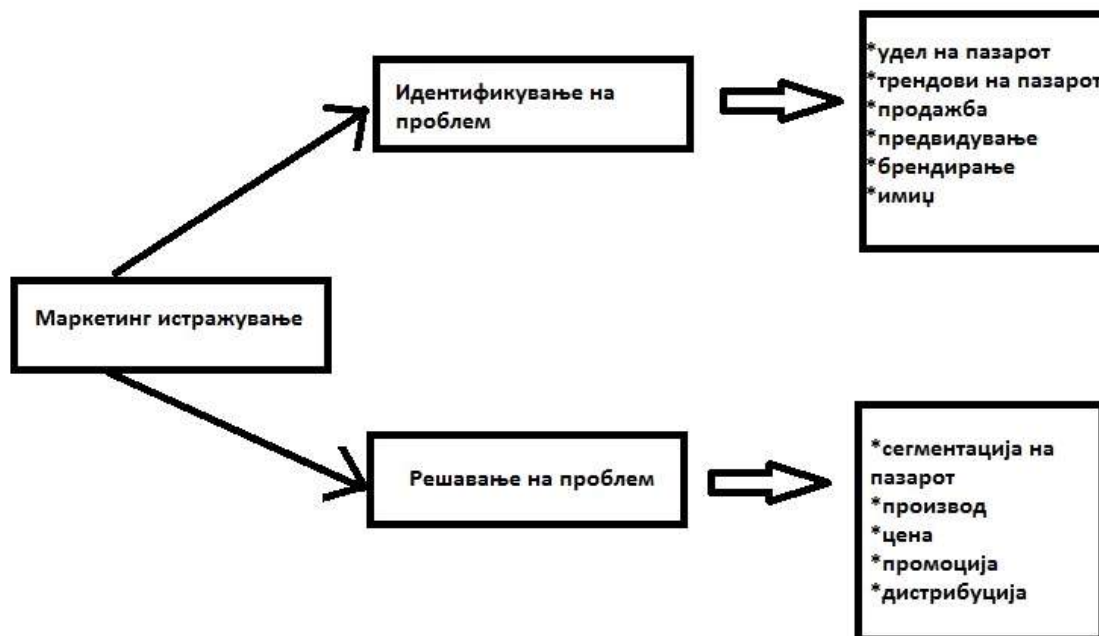 Маркетинг истражување
Идентификување на
проблем
*удел на пазарот
*трендови на пазарот
*продажба
*предвидување
*брендирање
*имиџ
Решавање на проблем
*сегментација на
пазарот
*производ
*цена
*промоција
*дистрибуција